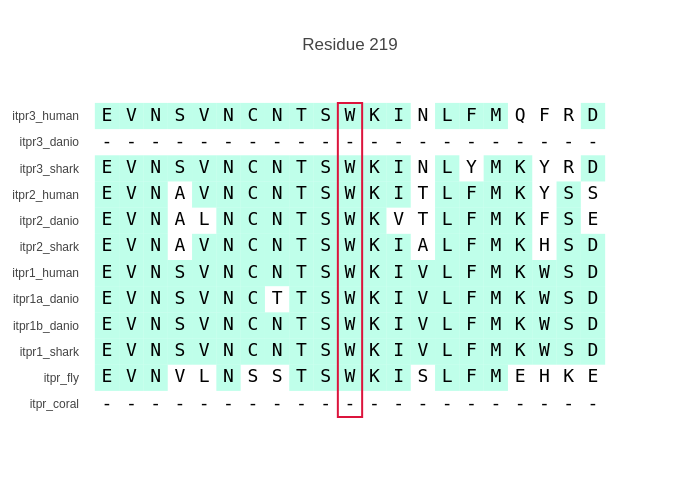 Residue 219
itpr3_human E V N S V N C N T S W K I N L F M Q F R D
itpr3_danio - - - - - - - - - - - - - - - - - - - - -
itpr3_shark E V N S V N C N T S W K I N L Y M K Y R D
itpr2_human E V N A V N C N T S W K I T L F M K Y S S
itpr2_danio E V N A L N C N T S W K V T L F M K F S E
itpr2_shark E V N A V N C N T S W K I A L F M K H S D
itpr1_human E V N S V N C N T S W K I V L F M K W S D
itpr1a_danio E V N S V N C T T S W K I V L F M K W S D
itpr1b_danio E V N S V N C N T S W K I V L F M K W S D
itpr1_shark E V N S V N C N T S W K I V L F M K W S D
itpr_fly E V N V L N S S T S W K I S L F M E H K E
itpr_coral - - - - - - - - - - - - - - - - - - - - -